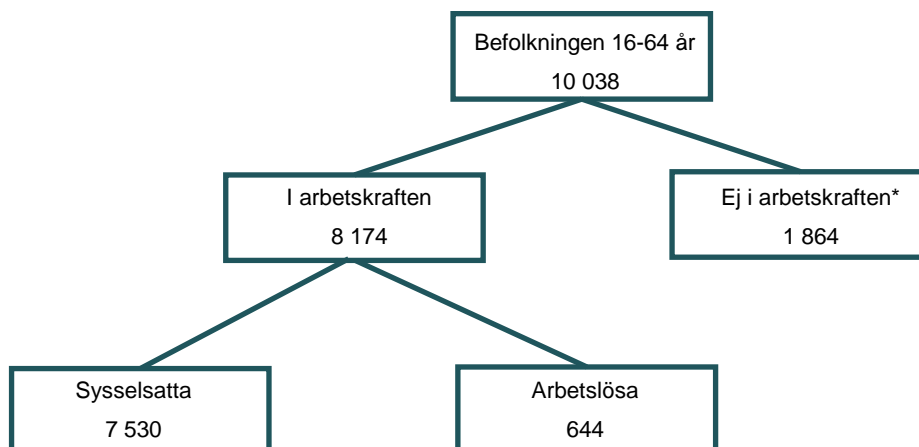 Befolkningen 16-64 år
10 038
I arbetskraften
8 174
Ej i arbetskraften*
1 864
Sysselsatta
7 530
Arbetslösa
644